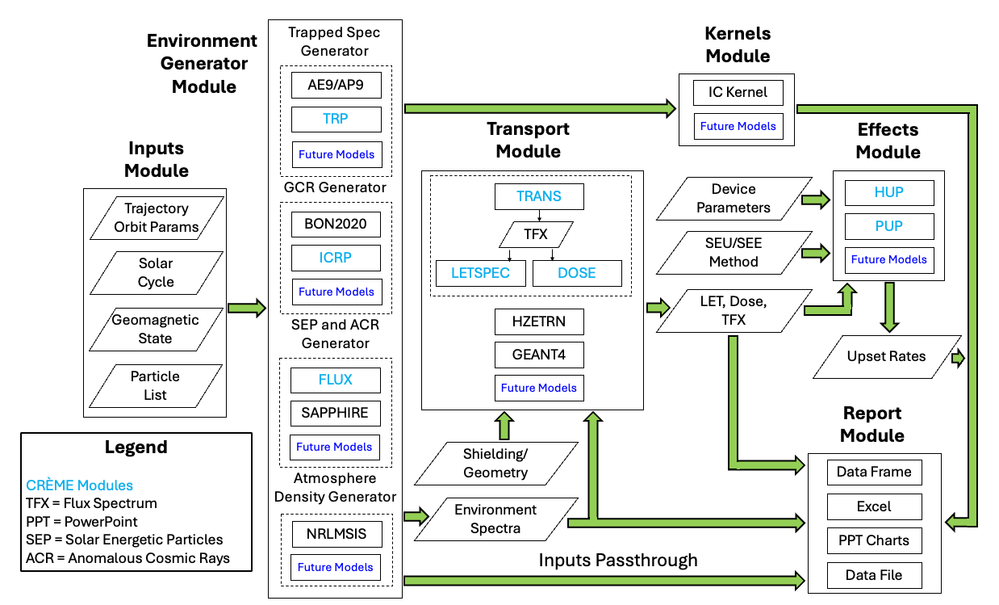 Environment
Generator
Module
Inputs
Module
Trajectory
Orbit Params
Solar
Cycle
Geomagnetic
State
Particle
List
Legend
CRÈME Modules
TFX = Flux Spectrum
PPT = PowerPoint
SEP = Solar Energetic Particles
ACR = Anomalous Cosmic Rays
Trapped Spec
Generator
AE9/AP9
TRP
Future Models
GCR Generator
BON2020
ICRP
Future Models
SEP and ACR
Generator
FLUX
SAPPHIRE
Future Models
Atmosphere
Density Generator
NRLMSIS
Future Models
Transport
Module
TRANS
TFX
LETSPEC
DOSE
HZETRN
GEANT4
Future Models
Shielding/
Geometry
Environment
Spectra
Inputs Passthrough
Kernels
Module
IC Kernel
Future Models
Device
Parameters
SEU/SEE
Method
LET, Dose,
TFX
Effects
Module
HUP
PUP
Future Models
Upset Rates
Report
Module
Data Frame
Excel
PPT Charts
Data File